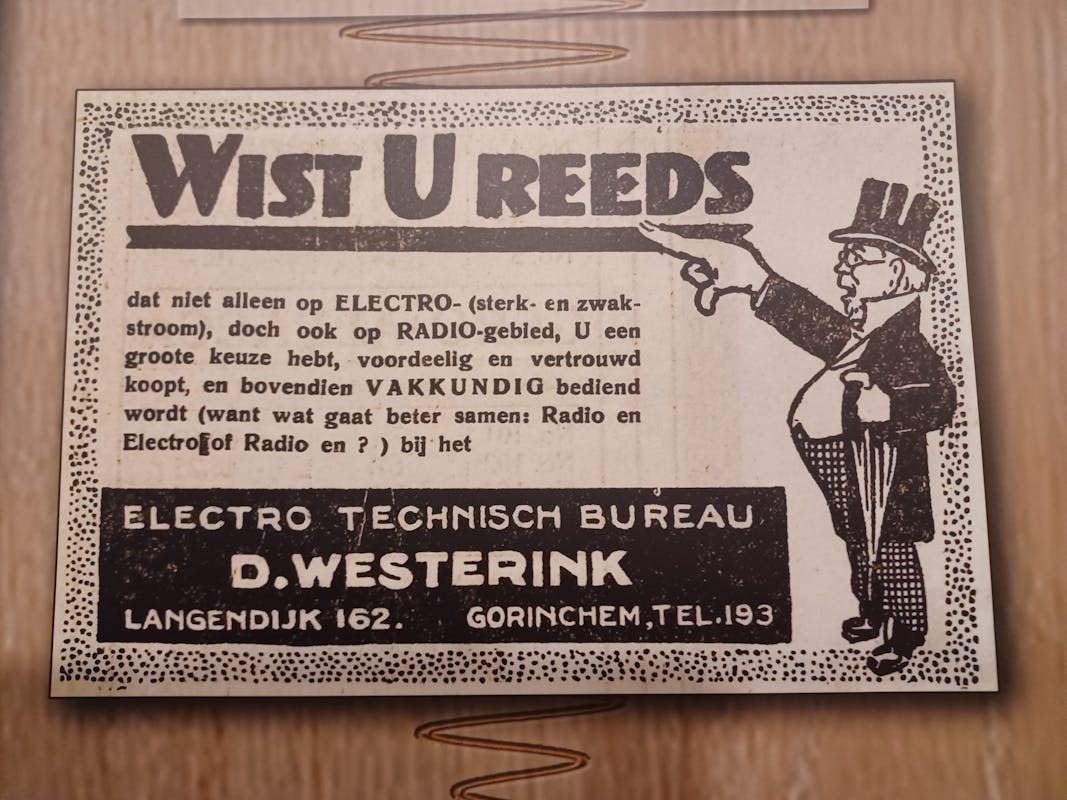 WIST U REEDS
dat niet alleen op ELECTRO- (sterk- en zwak-
stroom), doch ook op RADIO-gebied, U een
groote keuze hebt, voordeelig en vertrouwd
koopt, en bovendien VAKKUNDIG bediend
wordt (want wat gaat beter samen: Radio en
Electro of Radio en ? ) bij het
ELECTRO TECHNISCH BUREAU
D. WESTERINK
LANGENDIJK 162. GORINCHEM, TEL. 193